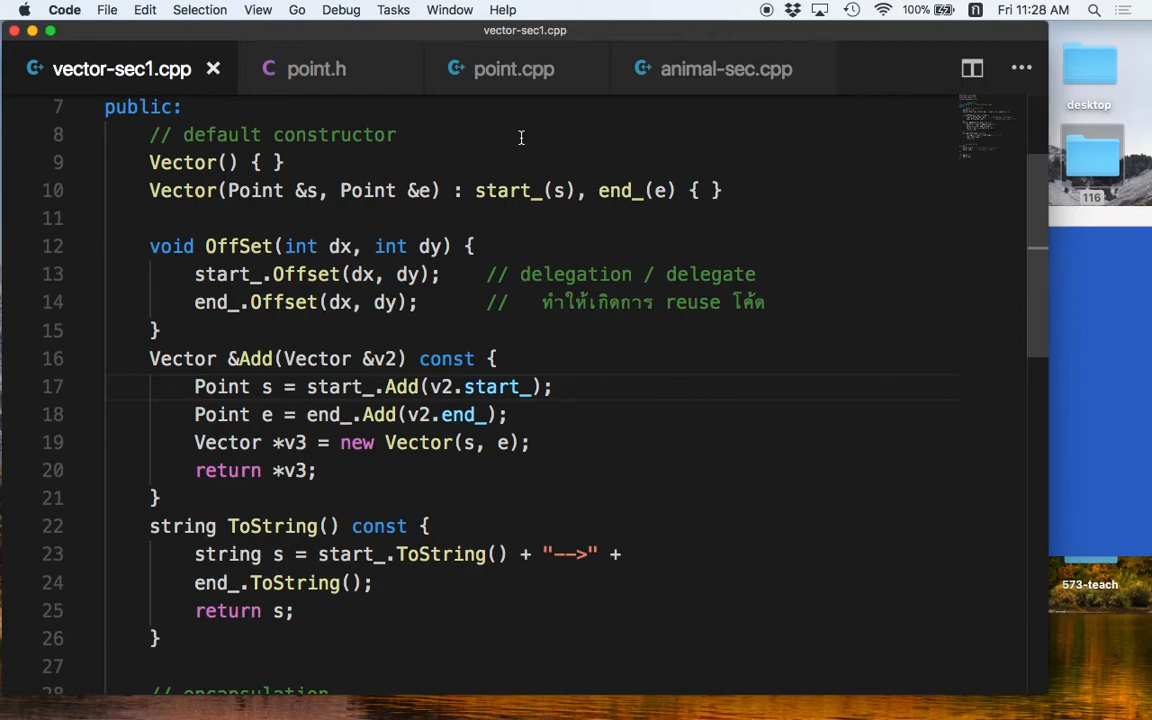 Code File Edit Selection View Go Debug Tasks Window Help 100% Fri 11:28 AM
vector-sec1.cpp
vector-sec1.cpp point.h point.cpp animal-sec.cpp
7 public:
8 // default constructor
9 Vector() { }
10 Vector(Point &s, Point &e) : start_(s), end_(e) { }
11
12 void OffSet(int dx, int dy) {
13 start_.Offset(dx, dy); // delegation / delegate
14 end_.Offset(dx, dy); // ทำให้เกิดการ reuse โค้ด
15 }
16 Vector &Add(Vector &v2) const {
17 Point s = start_.Add(v2.start_);
18 Point e = end_.Add(v2.end_);
19 Vector *v3 = new Vector(s, e);
20 return *v3;
21 }
22 string ToString() const {
23 string s = start_.ToString() + "-->" +
24 end_.ToString();
25 return s;
26 }
27
28 // encapsulation
desktop
116
573-teach